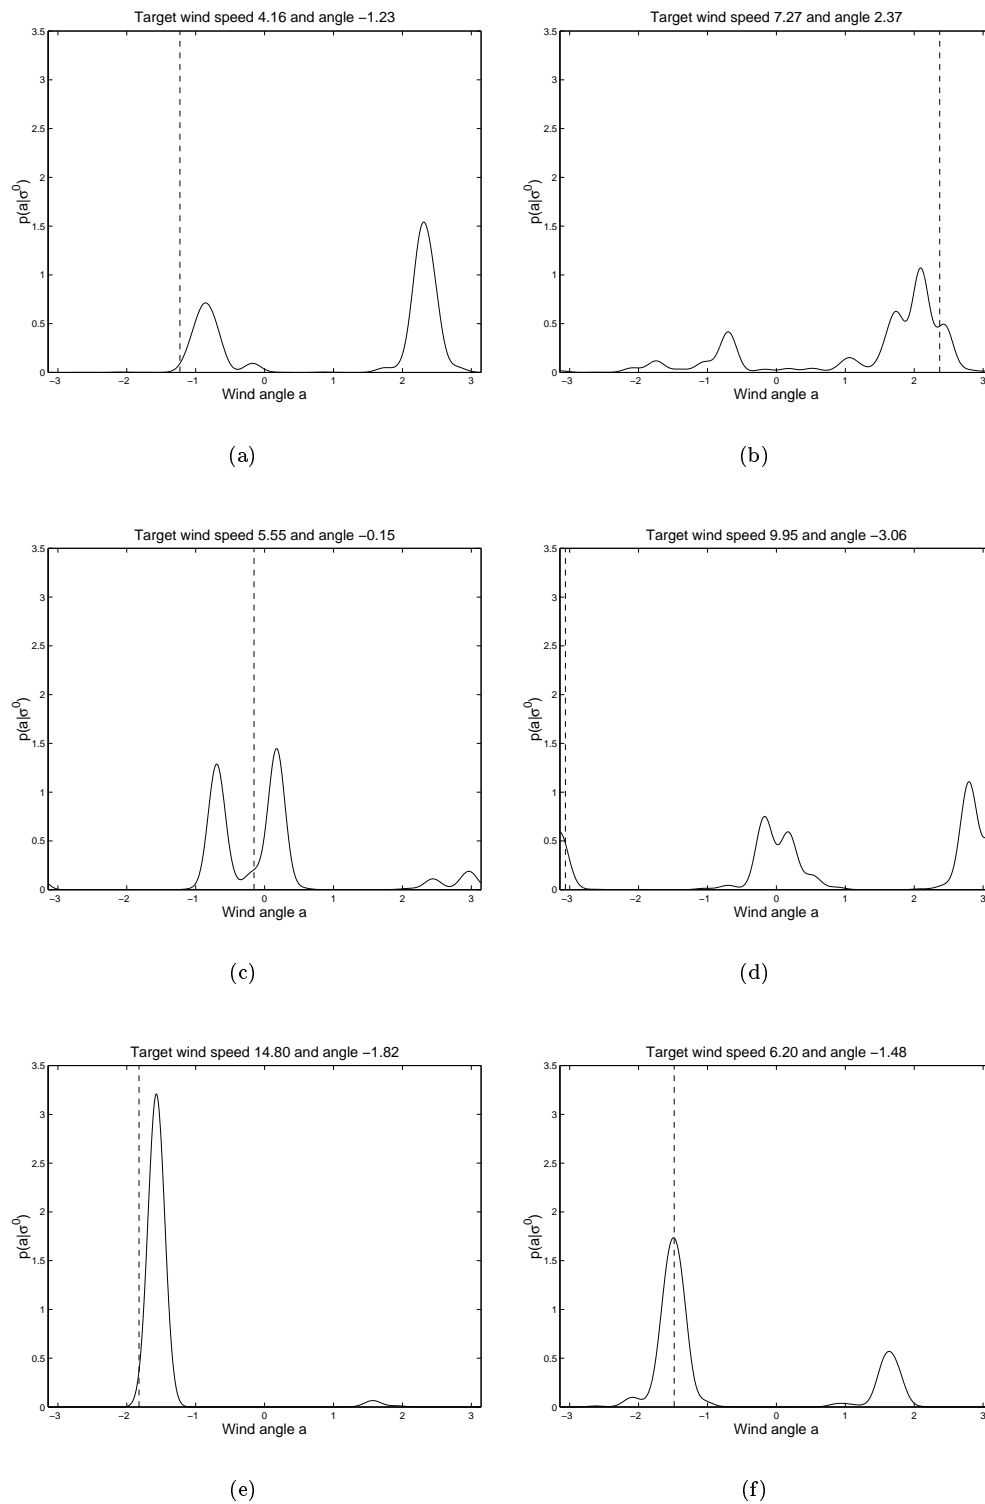 Target wind speed 4.16 and angle −1.23
3.5
3
2.5
2
1.5
1
0.5
0
p(a|σ⁰)
−3 −2 −1 0 1 2 3
Wind angle a
(a)
Target wind speed 7.27 and angle 2.37
3.5
3
2.5
2
1.5
1
0.5
0
p(a|σ⁰)
−3 −2 −1 0 1 2 3
Wind angle a
(b)
Target wind speed 5.55 and angle −0.15
3.5
3
2.5
2
1.5
1
0.5
0
p(a|σ⁰)
−3 −2 −1 0 1 2 3
Wind angle a
(c)
Target wind speed 9.95 and angle −3.06
3.5
3
2.5
2
1.5
1
0.5
0
p(a|σ⁰)
−3 −2 −1 0 1 2 3
Wind angle a
(d)
Target wind speed 14.80 and angle −1.82
3.5
3
2.5
2
1.5
1
0.5
0
p(a|σ⁰)
−3 −2 −1 0 1 2 3
Wind angle a
(e)
Target wind speed 6.20 and angle −1.48
3.5
3
2.5
2
1.5
1
0.5
0
p(a|σ⁰)
−3 −2 −1 0 1 2 3
Wind angle a
(f)